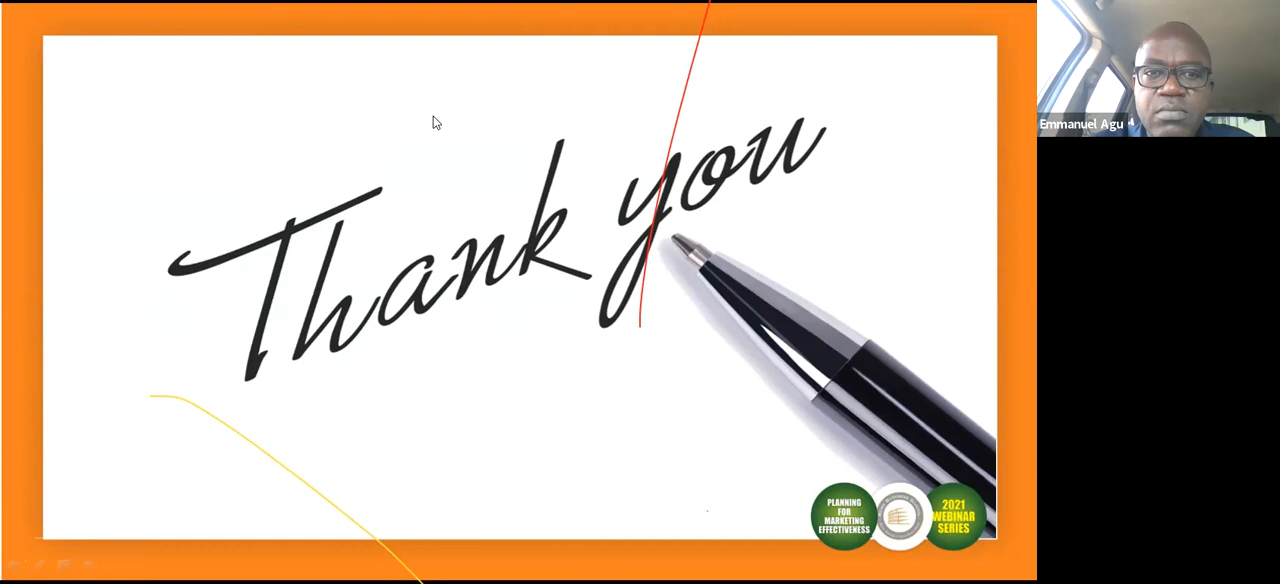 Thank you
Emmanuel Agu
PLANNING
FOR
MARKETING
EFFECTIVENESS
2021
WEBINAR
SERIES